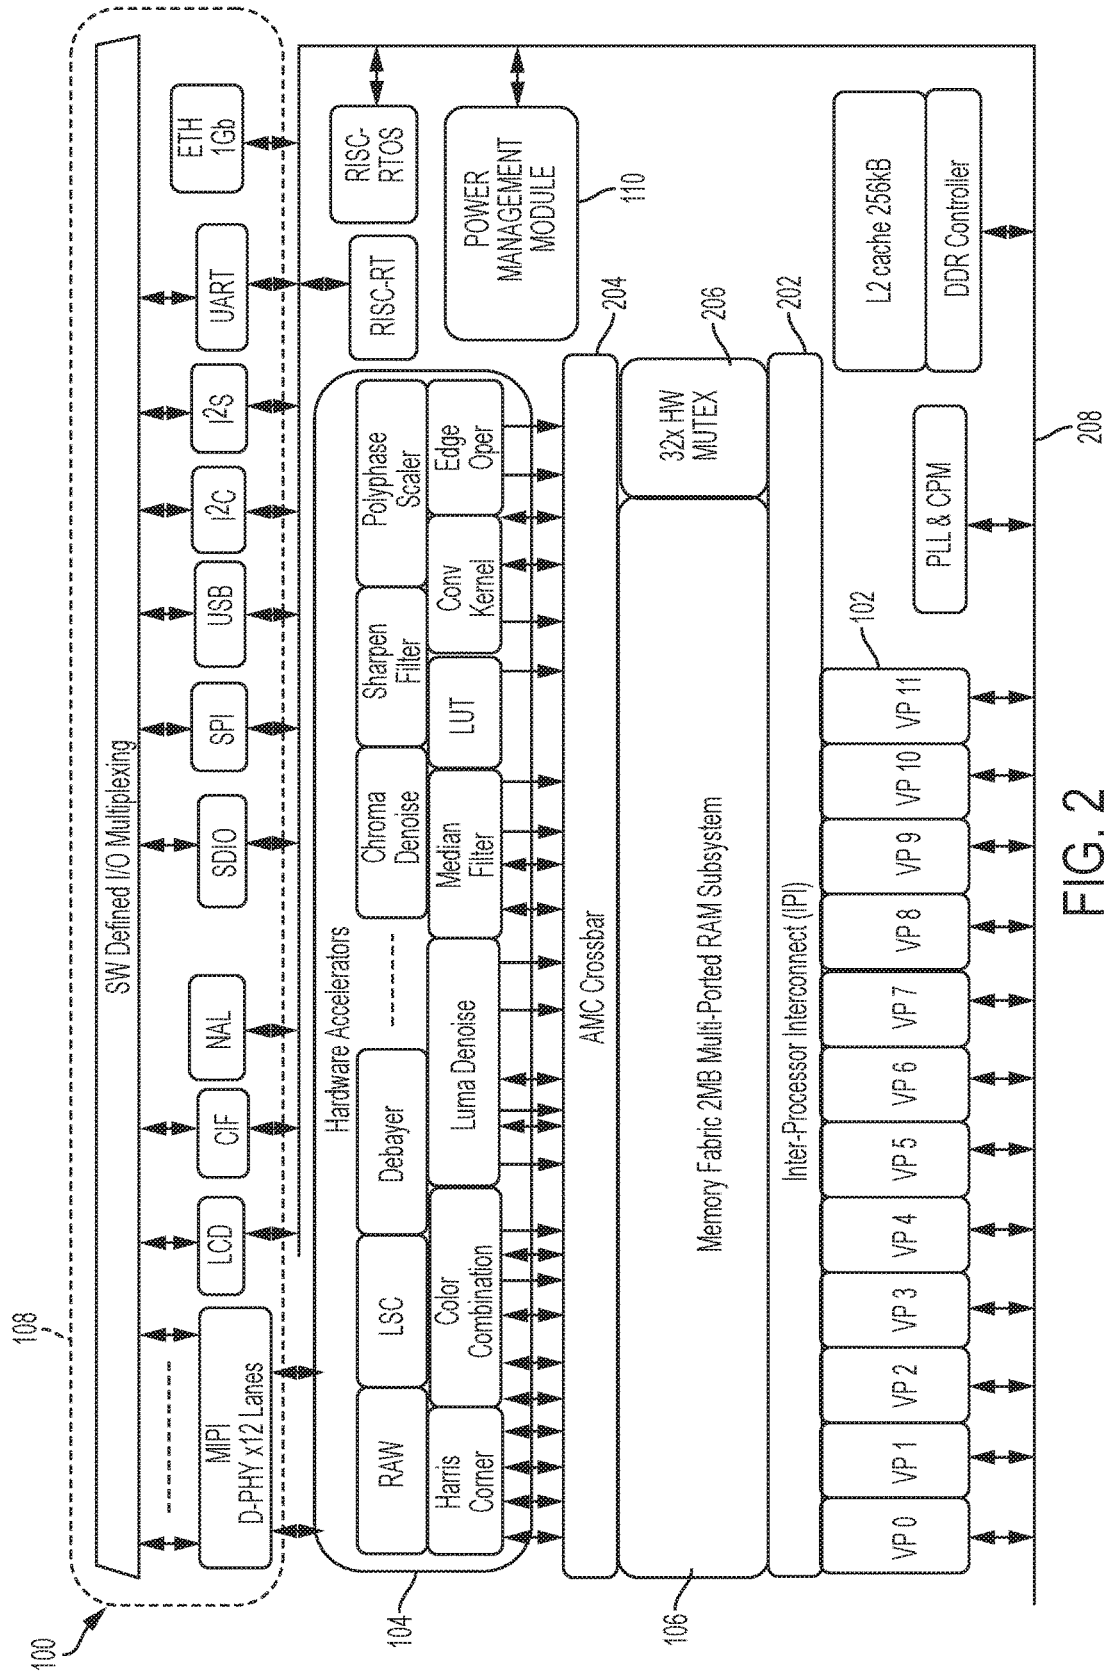 100
108
SW Defined I/O Multiplexing
MIPI
D-PHY x12 Lanes
LCD
CIF
NAL
SDIO
SPI
USB
I2C
I2S
UART
ETH
1Gb
104
Hardware Accelerators
RAW
LSC
Debayer
Chroma
Denoise
Sharpen
Filter
Polyphase
Scaler
Harris
Corner
Color
Combination
Luma Denoise
Median
Filter
LUT
Conv
Kernel
Edge
Oper
RISC-RT
RISC-
RTOS
POWER
MANAGEMENT
MODULE
110
AMC Crossbar
204
106
Memory Fabric 2MB Multi-Ported RAM Subsystem
32x HW
MUTEX
206
Inter-Processor Interconnect (IPI)
202
VP 0
VP 1
VP 2
VP 3
VP 4
VP 5
VP 6
VP 7
VP 8
VP 9
VP 10
VP 11
102
PLL & CPM
L2 cache 256kB
DDR Controller
208
FIG. 2